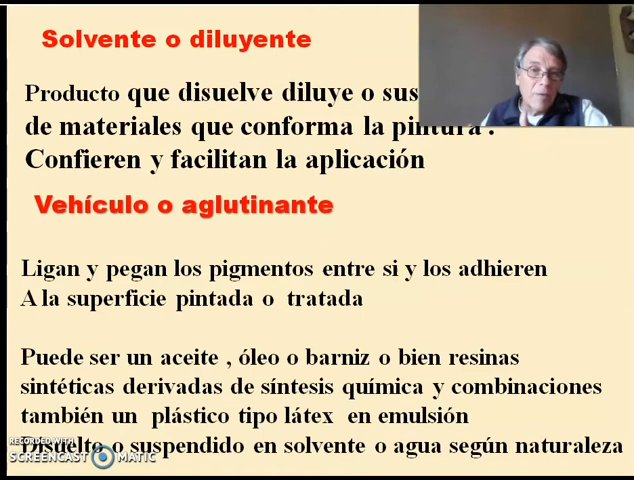 Solvente o diluyente
Producto que disuelve diluye o sus
de materiales que conforma la pintura .
Confieren y facilitan la aplicación
Vehículo o aglutinante
Ligan y pegan los pigmentos entre si y los adhieren
A la superficie pintada o tratada
Puede ser un aceite , óleo o barniz o bien resinas
sintéticas derivadas de síntesis química y combinaciones
también un plástico tipo látex en emulsión
Disuelto o suspendido en solvente o agua según naturaleza
RECORDED WITH
SCREENCAST MATIC